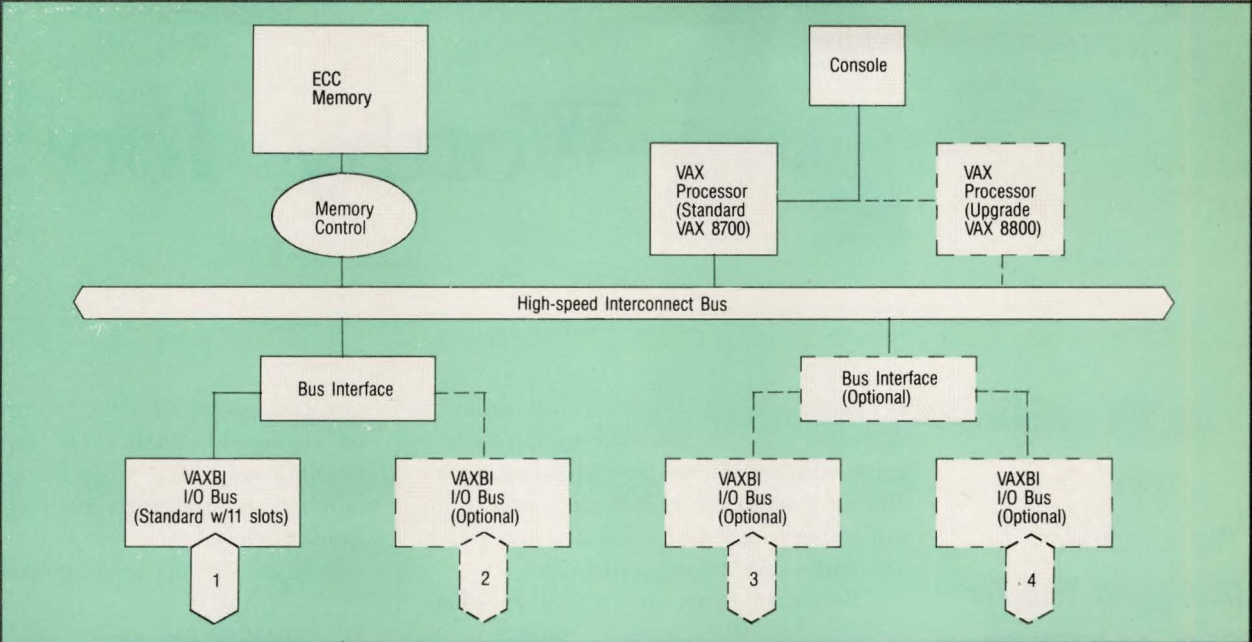 ECC
Memory
Console
Memory
Control
VAX
Processor
(Standard
VAX 8700)
VAX
Processor
(Upgrade
VAX 8800)
High-speed Interconnect Bus
Bus Interface
Bus Interface
(Optional)
VAXBI
I/O Bus
(Standard w/11 slots)
VAXBI
I/O Bus
(Optional)
VAXBI
I/O Bus
(Optional)
VAXBI
I/O Bus
(Optional)
1
2
3
4